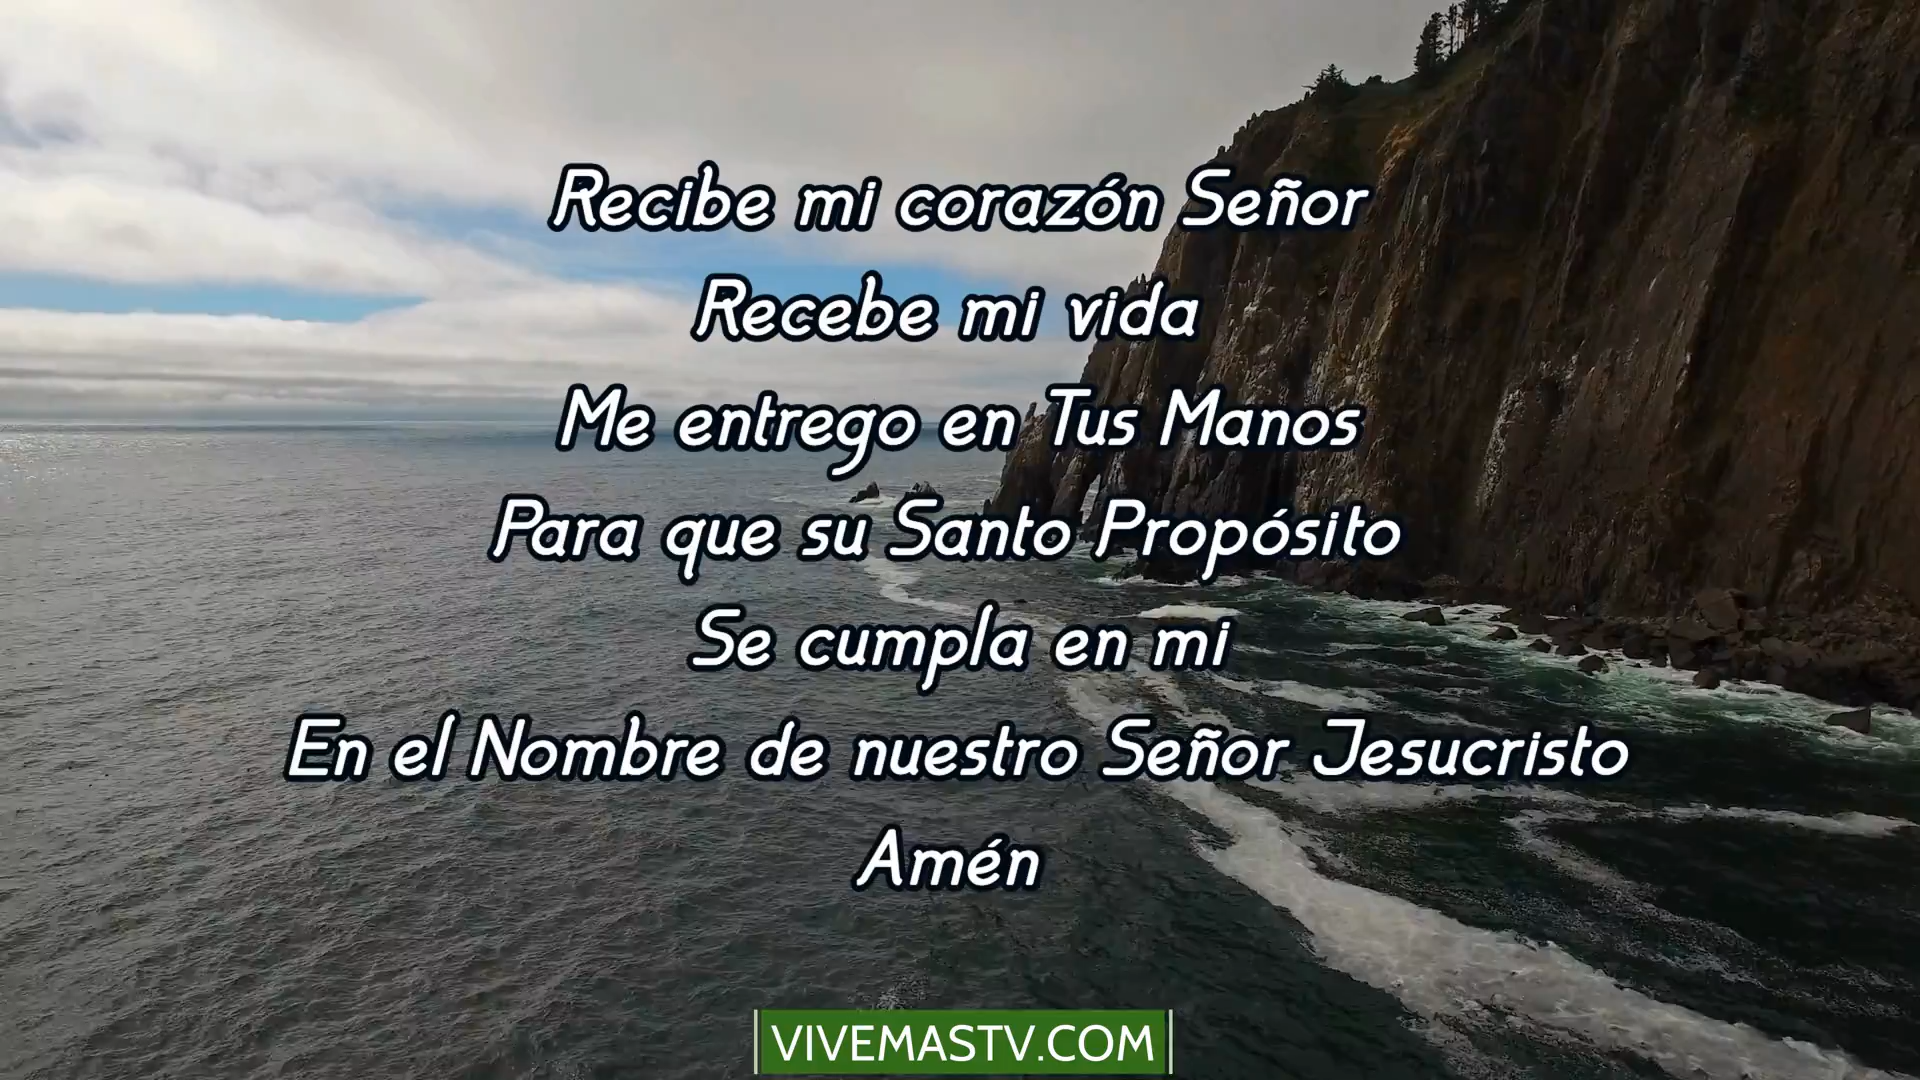 Recibe mi corazón Señor
Recebe mi vida
Me entrego en Tus Manos
Para que su Santo Propósito
Se cumpla en mi
En el Nombre de nuestro Señor Jesucristo
Amén
VIVEMASTV.COM